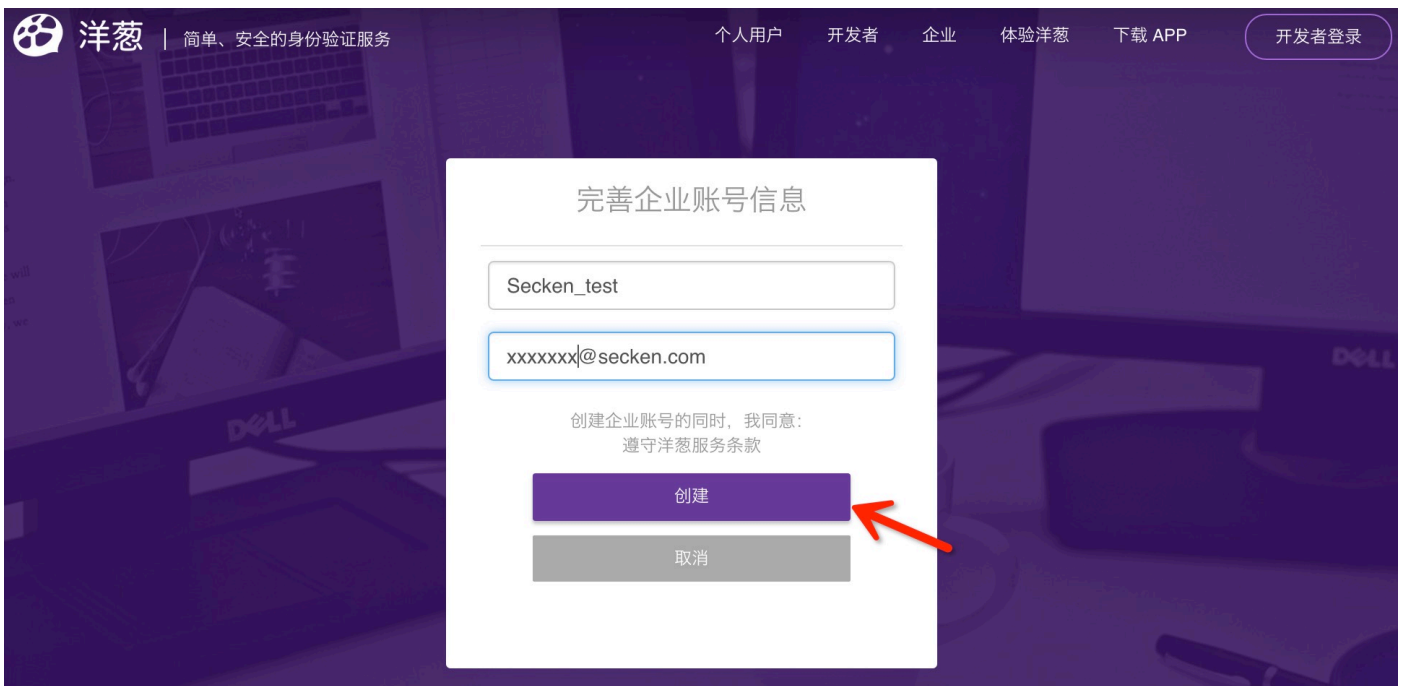 洋葱 | 简单、安全的身份验证服务 个人用户 开发者 企业 体验洋葱 下载 APP 开发者登录
完善企业账号信息
Secken_test
xxxxxxx@secken.com
创建企业账号的同时，我同意：
遵守洋葱服务条款
创建
取消
will
, we
DELL
DELL